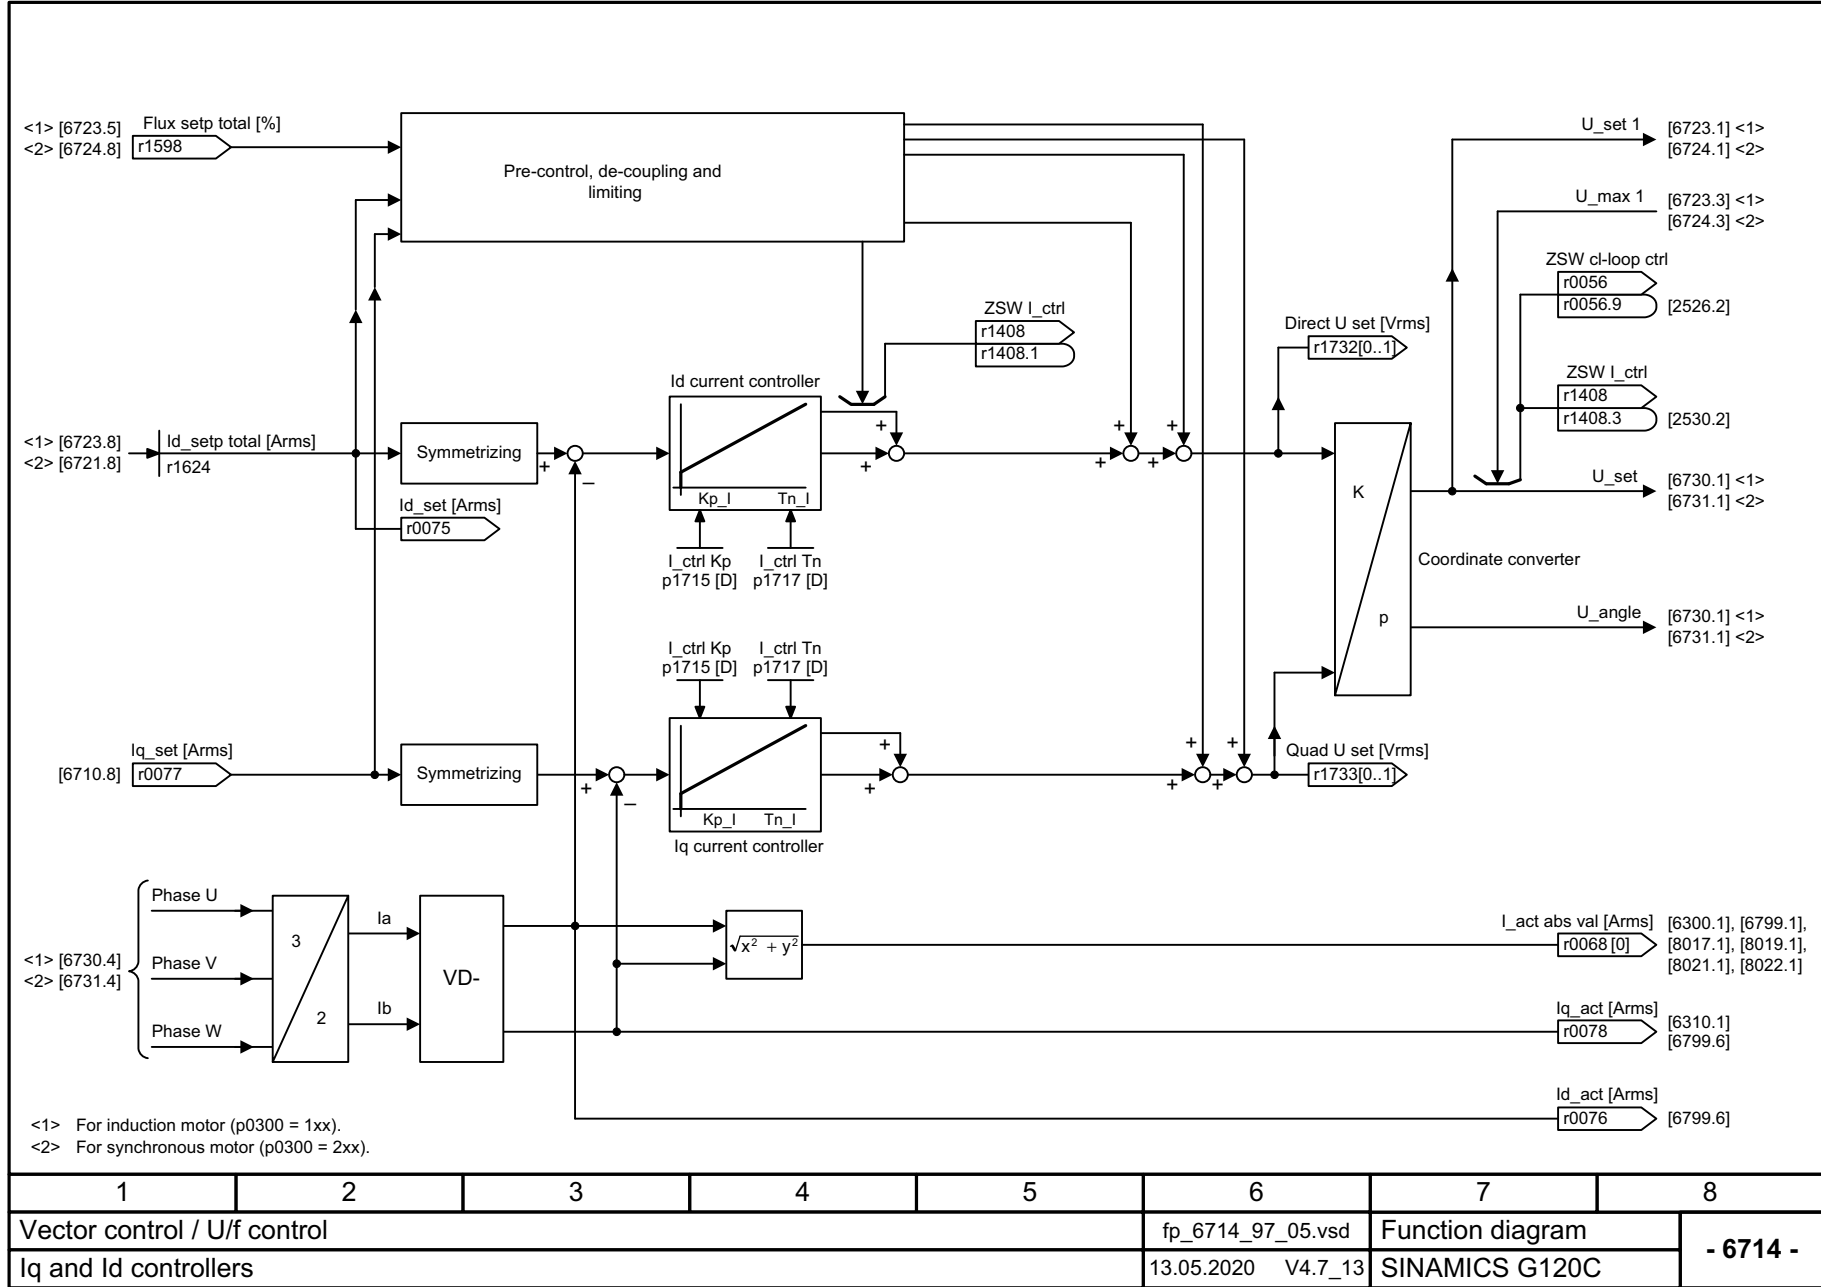 <1> [6723.5]
<2> [6724.8]
Flux setp total [%]
r1598
Pre-control, de-coupling and
limiting
U_set 1
[6723.1] <1>
[6724.1] <2>
U_max 1
[6723.3] <1>
[6724.3] <2>
ZSW cl-loop ctrl
r0056
r0056.9
[2526.2]
ZSW I_ctrl
r1408
r1408.1
Direct U set [Vrms]
r1732[0..1]
ZSW I_ctrl
r1408
r1408.3
[2530.2]
Id current controller
<1> [6723.8]
<2> [6721.8]
Id_setp total [Arms]
r1624
Symmetrizing
+
–
Kp_I
Tn_I
+
+
+
+
+
+
K
p
U_set
[6730.1] <1>
[6731.1] <2>
Id_set [Arms]
r0075
I_ctrl Kp
p1715 [D]
I_ctrl Tn
p1717 [D]
Coordinate converter
U_angle
[6730.1] <1>
[6731.1] <2>
I_ctrl Kp
p1715 [D]
I_ctrl Tn
p1717 [D]
[6710.8]
Iq_set [Arms]
r0077
Symmetrizing
+
–
Kp_I
Tn_I
+
+
+
+
+
+
Quad U set [Vrms]
r1733[0..1]
Iq current controller
<1> [6730.4]
<2> [6731.4]
Phase U
Phase V
Phase W
3
2
Ia
Ib
VD-
√x² + y²
I_act abs val [Arms]
r0068 [0]
[6300.1], [6799.1],
[8017.1], [8019.1],
[8021.1], [8022.1]
Iq_act [Arms]
r0078
[6310.1]
[6799.6]
Id_act [Arms]
r0076
[6799.6]
<1> For induction motor (p0300 = 1xx).
<2> For synchronous motor (p0300 = 2xx).
1 2 3 4 5 6 7 8
Vector control / U/f control
fp_6714_97_05.vsd
Function diagram
- 6714 -
Iq and Id controllers
13.05.2020 V4.7_13
SINAMICS G120C